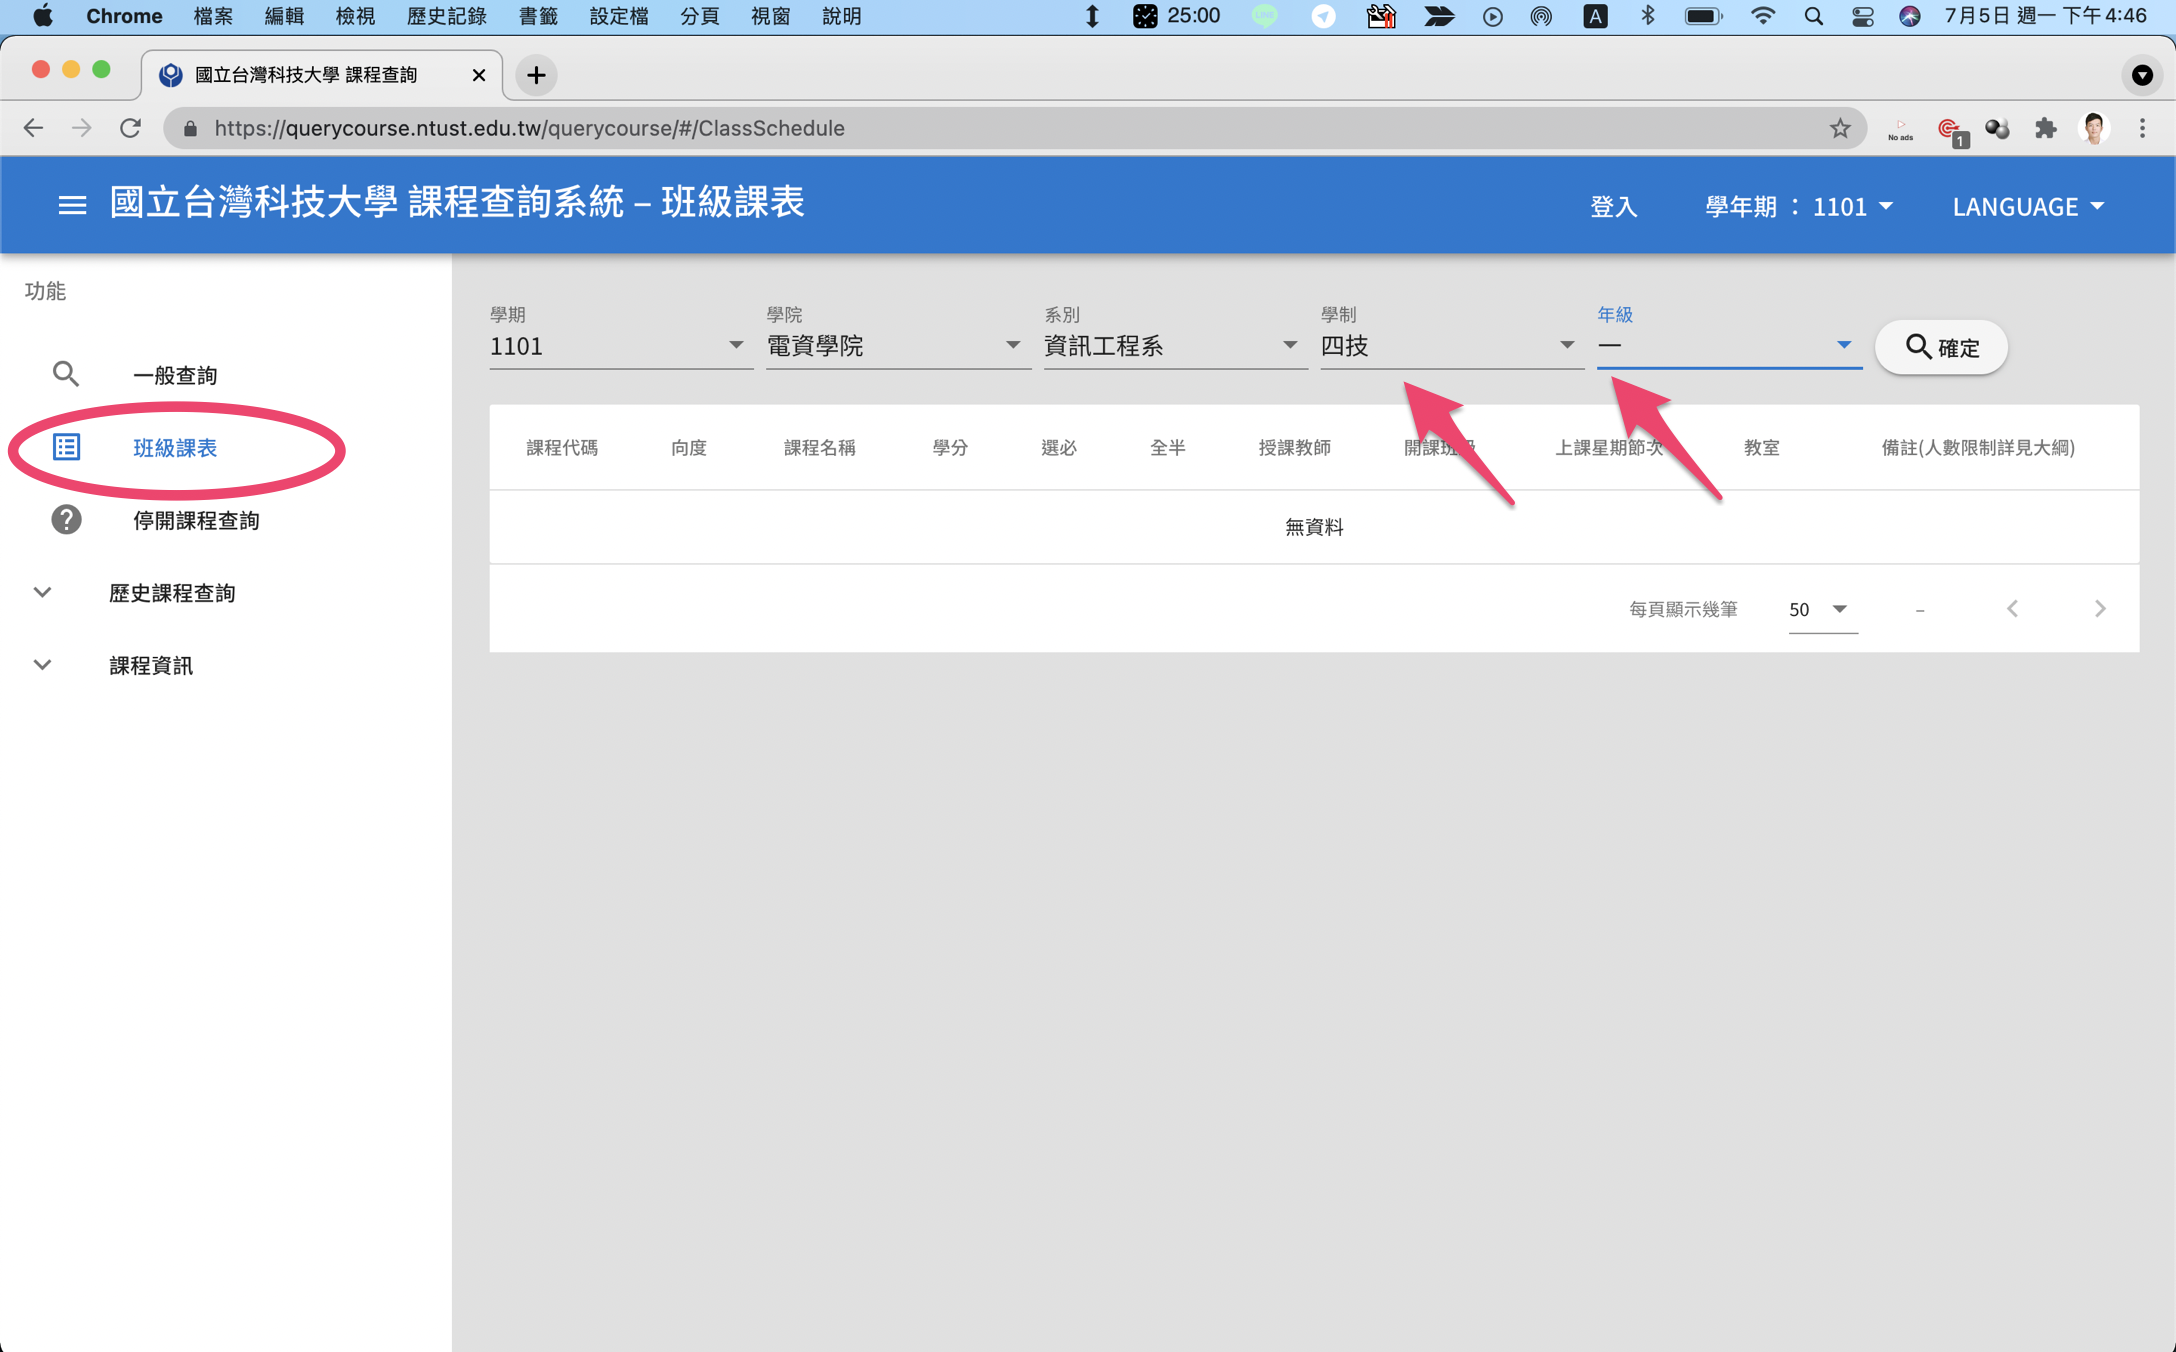 Chrome 檔案 編輯 檢視 歷史記錄 書籤 設定檔 分頁 視窗 說明 25:00 A 7月5日 週一 下午4:46
國立台灣科技大學 課程查詢
https://querycourse.ntust.edu.tw/querycourse/#/ClassSchedule No ads 1
國立台灣科技大學 課程查詢系統 – 班級課表 登入 學年期 : 1101 LANGUAGE
功能
一般查詢
班級課表
停開課程查詢
歷史課程查詢
課程資訊
學期 學院 系別 學制 年級
1101 電資學院 資訊工程系 四技 一 確定
課程代碼 向度 課程名稱 學分 選必 全半 授課教師 開課班級 上課星期節次 教室 備註(人數限制詳見大綱)
無資料
每頁顯示幾筆 50 –